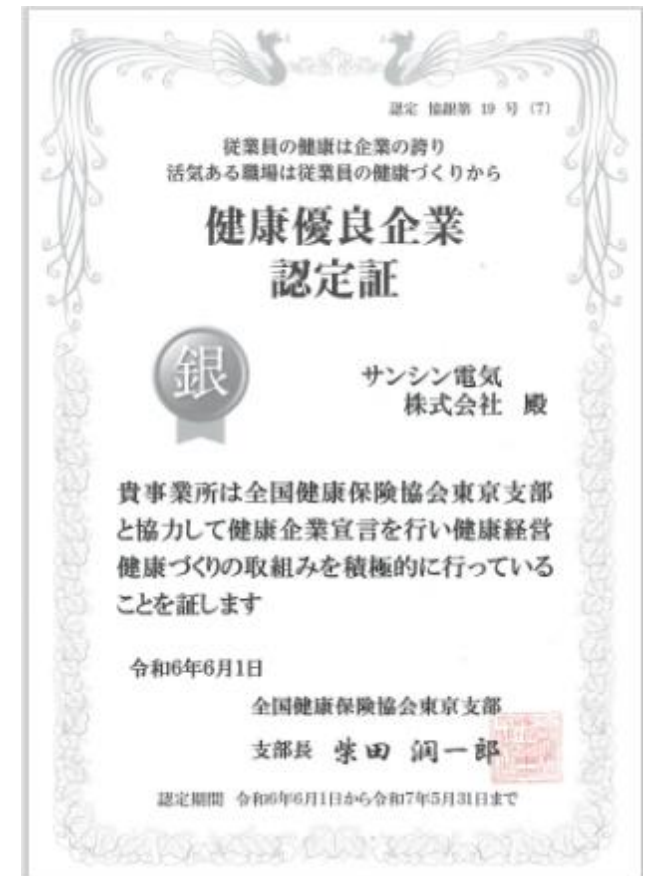 認定 協銀第 19 号 (7)
従業員の健康は企業の誇り
活気ある職場は従業員の健康づくりから
健康優良企業
認定証
銀
サンシン電気
株式会社 殿
貴事業所は全国健康保険協会東京支部
と協力して健康企業宣言を行い健康経営
健康づくりの取組みを積極的に行っている
ことを証します
令和6年6月1日
全国健康保険協会東京支部
支部長 柴田 潤一郎
認定期間 令和6年6月1日から令和7年5月31日まで